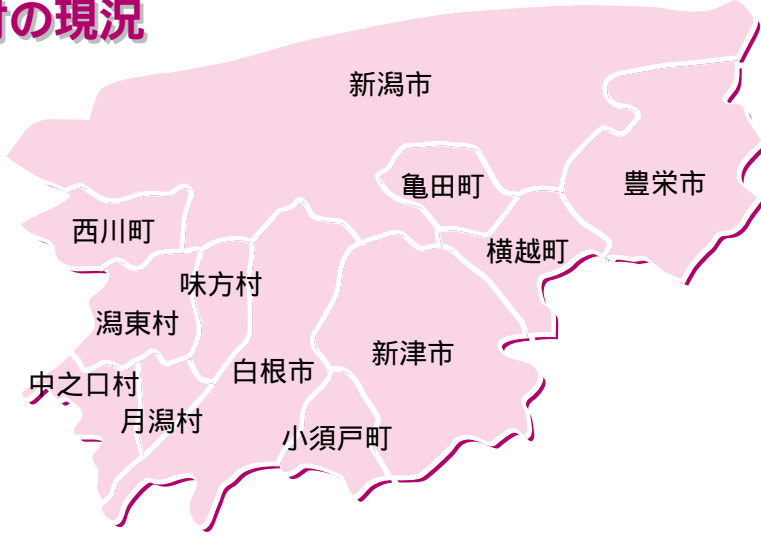 村の現況
新潟市
亀田町
豊栄市
西川町
横越町
味方村
潟東村
新津市
白根市
中之口村
月潟村
小須戸町